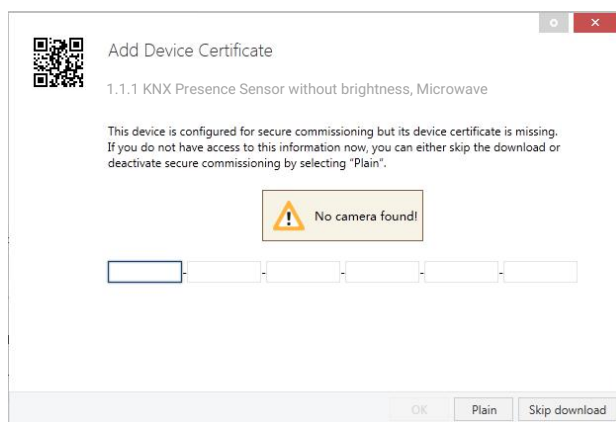 Add Device Certificate
1.1.1 KNX Presence Sensor without brightness, Microwave
This device is configured for secure commissioning but its device certificate is missing.
If you do not have access to this information now, you can either skip the download or
deactivate secure commissioning by selecting "Plain".
No camera found!
- - - - -
OK Plain Skip download